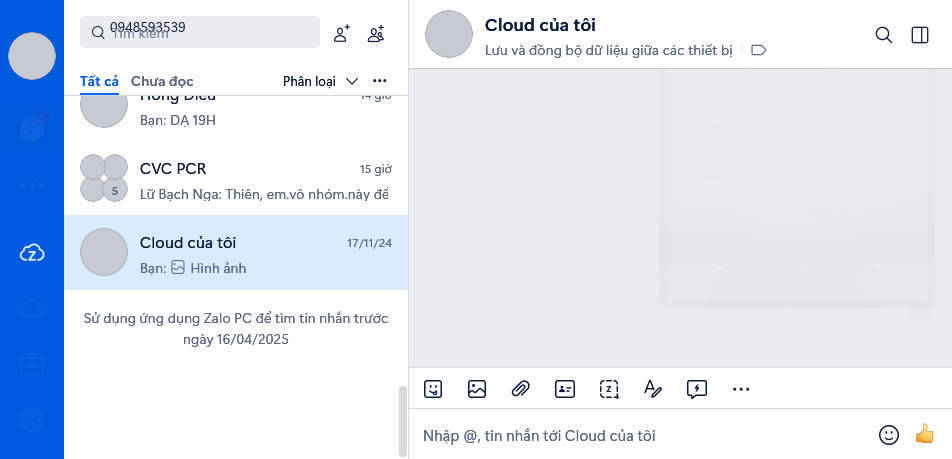 0948593539
Tìm kiếm
Tất cả
Chưa đọc
Phân loại
Hồng Diêu
14 giờ
Bạn: DẠ 19H
CVC PCR
15 giờ
5
Lữ Bạch Nga: Thiên, em.vô nhóm.này để
Cloud của tôi
17/11/24
Bạn: Hình ảnh
Sử dụng ứng dụng Zalo PC để tìm tin nhắn trước
ngày 16/04/2025
Cloud của tôi
Lưu và đồng bộ dữ liệu giữa các thiết bị
Nhập @, tin nhắn tới Cloud của tôi